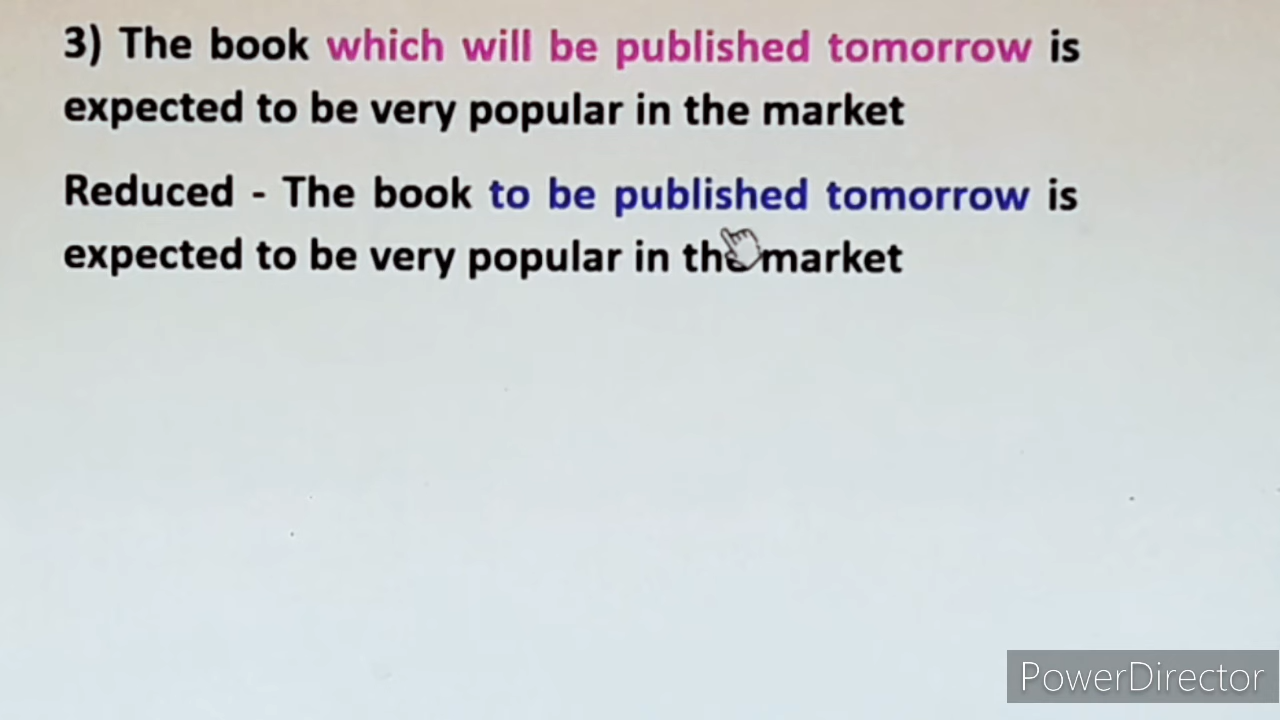 3) The book which will be published tomorrow is
expected to be very popular in the market
Reduced - The book to be published tomorrow is
expected to be very popular in the market
PowerDirector